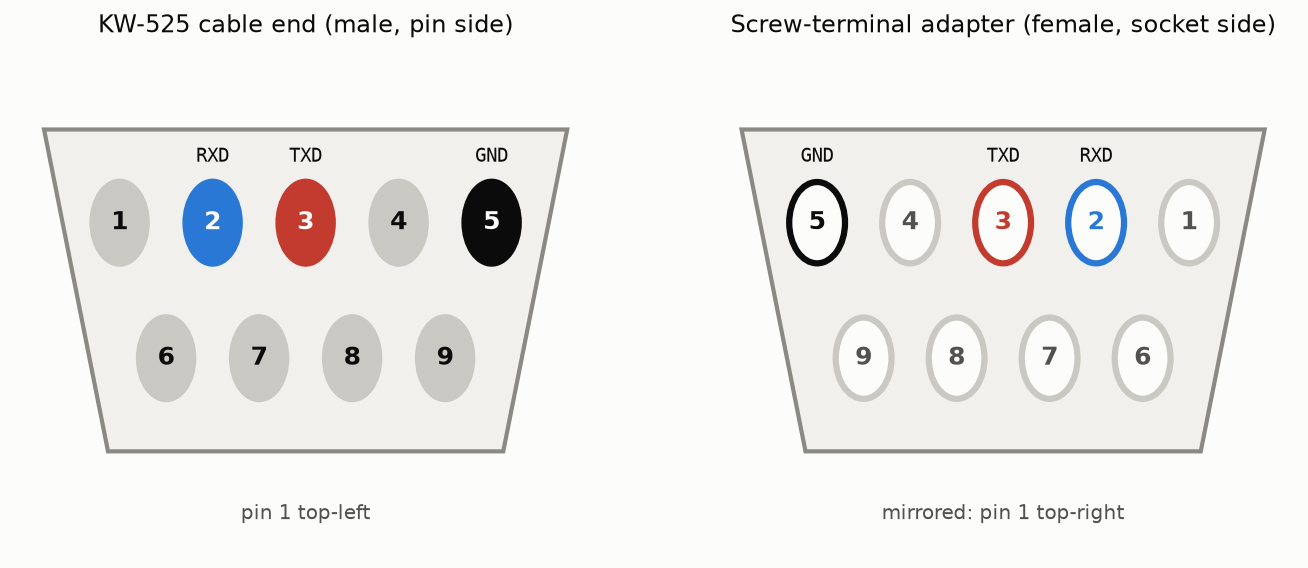 KW-525 cable end (male, pin side)
RXD TXD GND
1 2 3 4 5
6 7 8 9
pin 1 top-left
Screw-terminal adapter (female, socket side)
GND TXD RXD
5 4 3 2 1
9 8 7 6
mirrored: pin 1 top-right